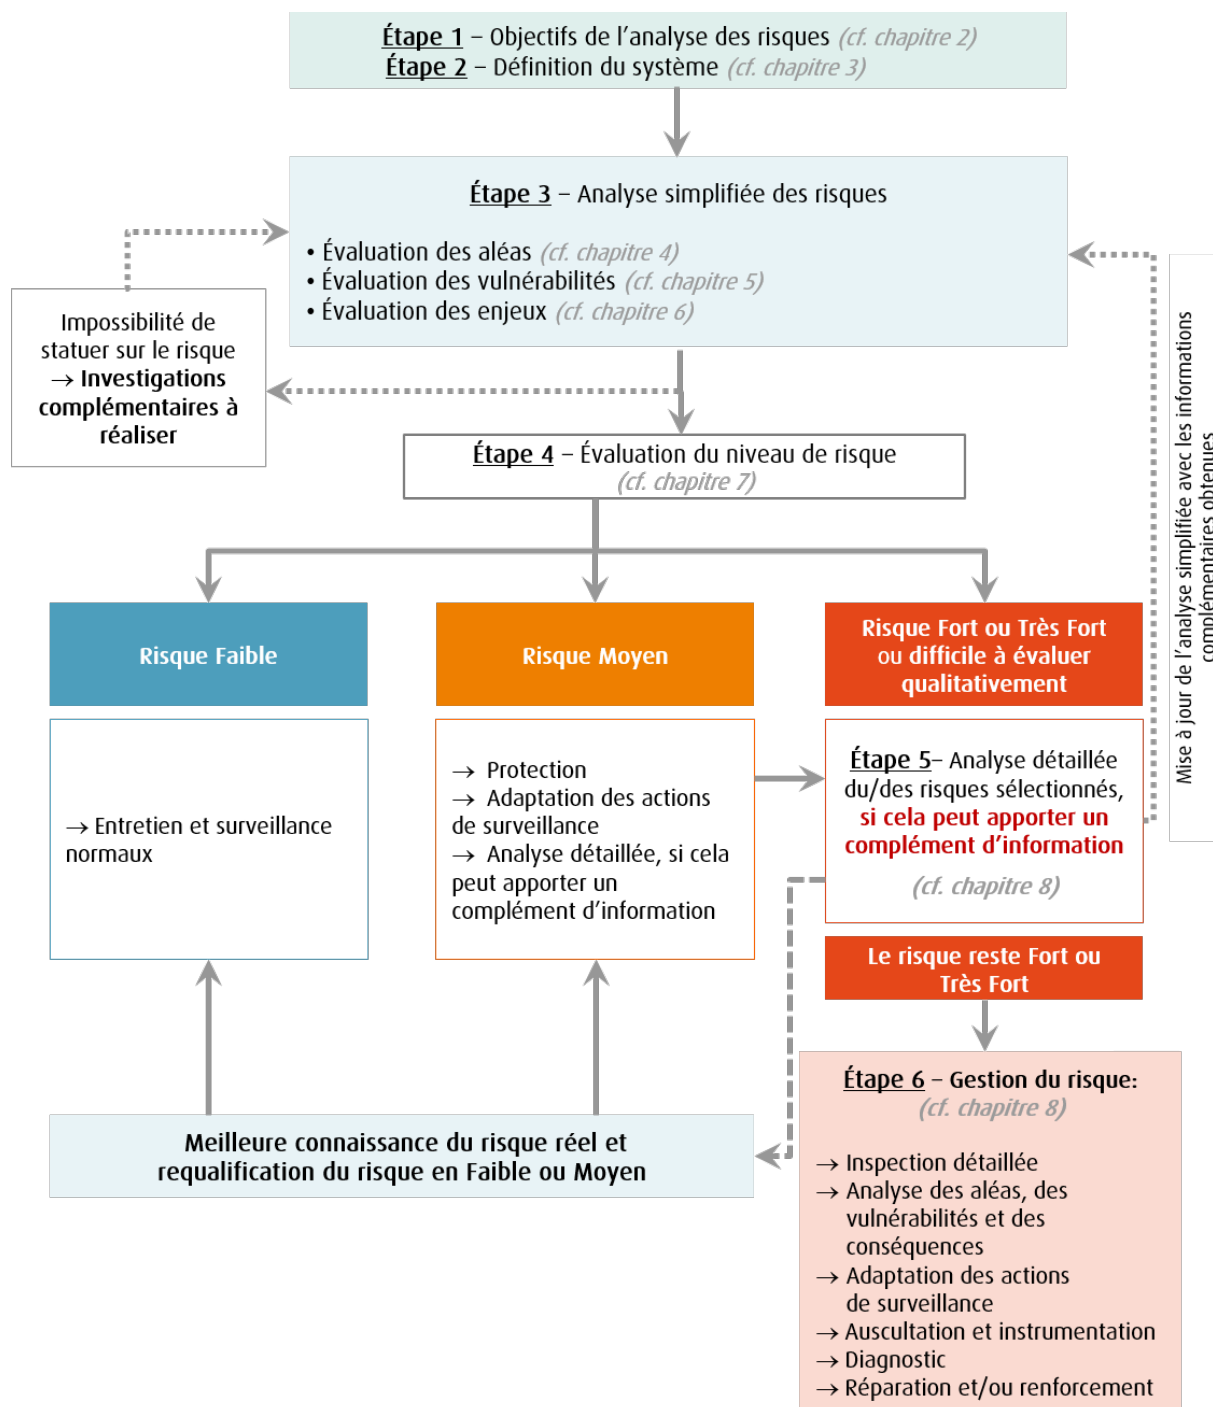 Étape 1 – Objectifs de l’analyse des risques (cf. chapitre 2)
Étape 2 – Définition du système (cf. chapitre 3)
Étape 3 – Analyse simplifiée des risques
• Évaluation des aléas (cf. chapitre 4)
• Évaluation des vulnérabilités (cf. chapitre 5)
• Évaluation des enjeux (cf. chapitre 6)
Impossibilité de
statuer sur le risque
→ Investigations
complémentaires à
réaliser
Étape 4 – Évaluation du niveau de risque
(cf. chapitre 7)
Mise à jour de l’analyse simplifiée avec les informations
complémentaires obtenues
Risque Faible
→ Entretien et surveillance
normaux
Risque Moyen
→ Protection
→ Adaptation des actions
de surveillance
→ Analyse détaillée, si cela
peut apporter un
complément d’information
Risque Fort ou Très Fort
ou difficile à évaluer
qualitativement
Étape 5– Analyse détaillée
du/des risques sélectionnés,
si cela peut apporter un
complément d’information
(cf. chapitre 8)
Le risque reste Fort ou
Très Fort
Meilleure connaissance du risque réel et
requalification du risque en Faible ou Moyen
Étape 6 – Gestion du risque:
(cf. chapitre 8)
→ Inspection détaillée
→ Analyse des aléas, des
vulnérabilités et des
conséquences
→ Adaptation des actions
de surveillance
→ Auscultation et instrumentation
→ Diagnostic
→ Réparation et/ou renforcement